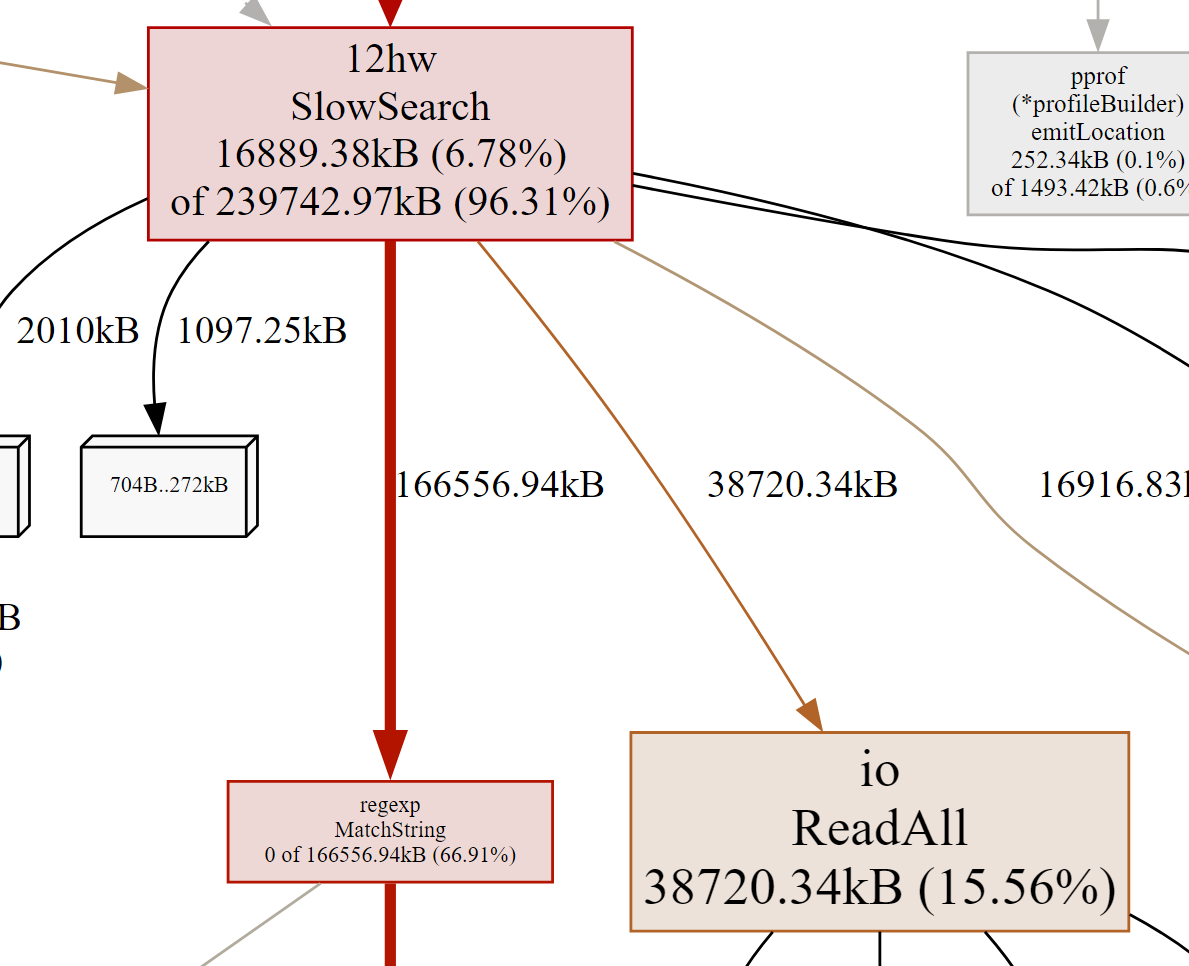 12hw
SlowSearch
16889.38kB (6.78%)
of 239742.97kB (96.31%)
pprof
(*profileBuilder)
emitLocation
252.34kB (0.1%)
of 1493.42kB (0.6%
2010kB
1097.25kB
704B..272kB
166556.94kB
38720.34kB
16916.83k
B
)
regexp
MatchString
0 of 166556.94kB (66.91%)
io
ReadAll
38720.34kB (15.56%)